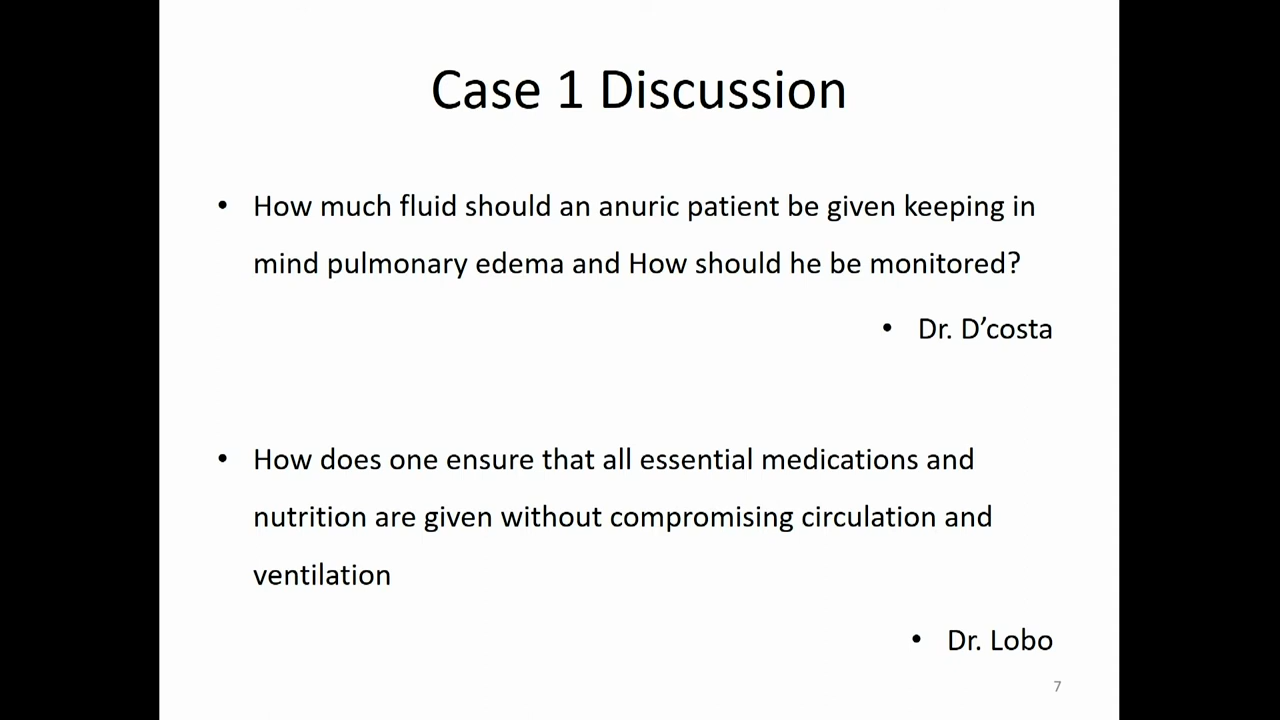 Case 1 Discussion
• How much fluid should an anuric patient be given keeping in
mind pulmonary edema and How should he be monitored?
• Dr. D’costa
• How does one ensure that all essential medications and
nutrition are given without compromising circulation and
ventilation
• Dr. Lobo
7